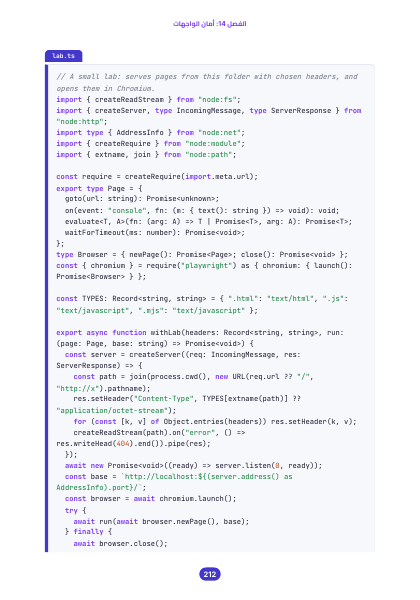 الفصل 14: أمان الواجهات
lab.ts
// A small lab: serves pages from this folder with chosen headers, and
opens them in Chromium.
import { createReadStream } from "node:fs";
import { createServer, type IncomingMessage, type ServerResponse } from
"node:http";
import type { AddressInfo } from "node:net";
import { createRequire } from "node:module";
import { extname, join } from "node:path";
const require = createRequire(import.meta.url);
export type Page = {
  goto(url: string): Promise<unknown>;
  on(event: "console", fn: (m: { text(): string }) => void): void;
  evaluate<T, A>(fn: (arg: A) => T | Promise<T>, arg: A): Promise<T>;
  waitForTimeout(ms: number): Promise<void>;
};
type Browser = { newPage(): Promise<Page>; close(): Promise<void> };
const { chromium } = require("playwright") as { chromium: { launch():
Promise<Browser> } };
const TYPES: Record<string, string> = { ".html": "text/html", ".js":
"text/javascript", ".mjs": "text/javascript" };
export async function withLab(headers: Record<string, string>, run:
(page: Page, base: string) => Promise<void>) {
  const server = createServer((req: IncomingMessage, res:
ServerResponse) => {
    const path = join(process.cwd(), new URL(req.url ?? "/",
"http://x").pathname);
    res.setHeader("Content-Type", TYPES[extname(path)] ??
"application/octet-stream");
    for (const [k, v] of Object.entries(headers)) res.setHeader(k, v);
    createReadStream(path).on("error", () =>
res.writeHead(404).end()).pipe(res);
  });
  await new Promise<void>((ready) => server.listen(0, ready));
  const base = `http://localhost:${(server.address() as
AddressInfo).port}/`;
  const browser = await chromium.launch();
  try {
    await run(await browser.newPage(), base);
  } finally {
    await browser.close();
212